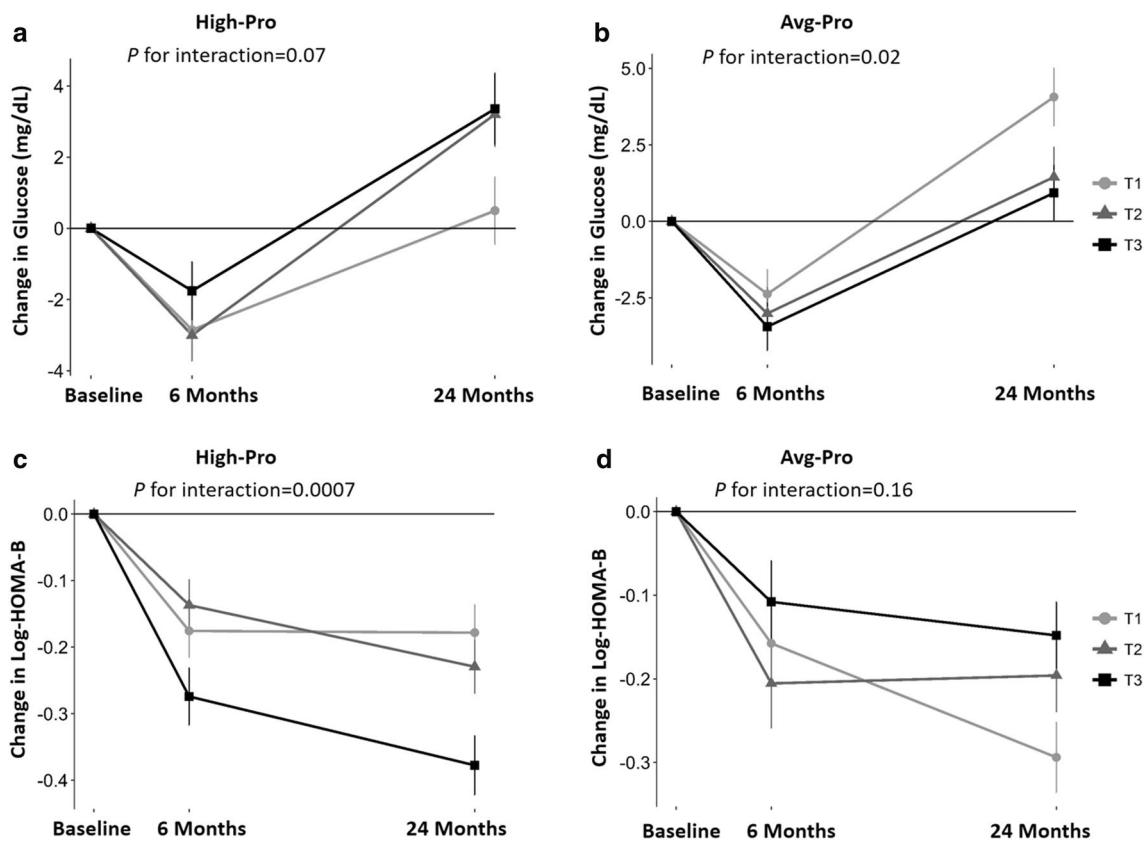 a
High-Pro
P for interaction=0.07
Change in Glucose (mg/dL)
4
2
0
-2
-4
Baseline
6 Months
24 Months
b
Avg-Pro
P for interaction=0.02
Change in Glucose (mg/dL)
5.0
2.5
0.0
-2.5
Baseline
6 Months
24 Months
T1
T2
T3
c
High-Pro
P for interaction=0.0007
Change in Log-HOMA-B
0.0
-0.1
-0.2
-0.3
-0.4
Baseline
6 Months
24 Months
d
Avg-Pro
P for interaction=0.16
Change in Log-HOMA-B
0.0
-0.1
-0.2
-0.3
Baseline
6 Months
24 Months
T1
T2
T3